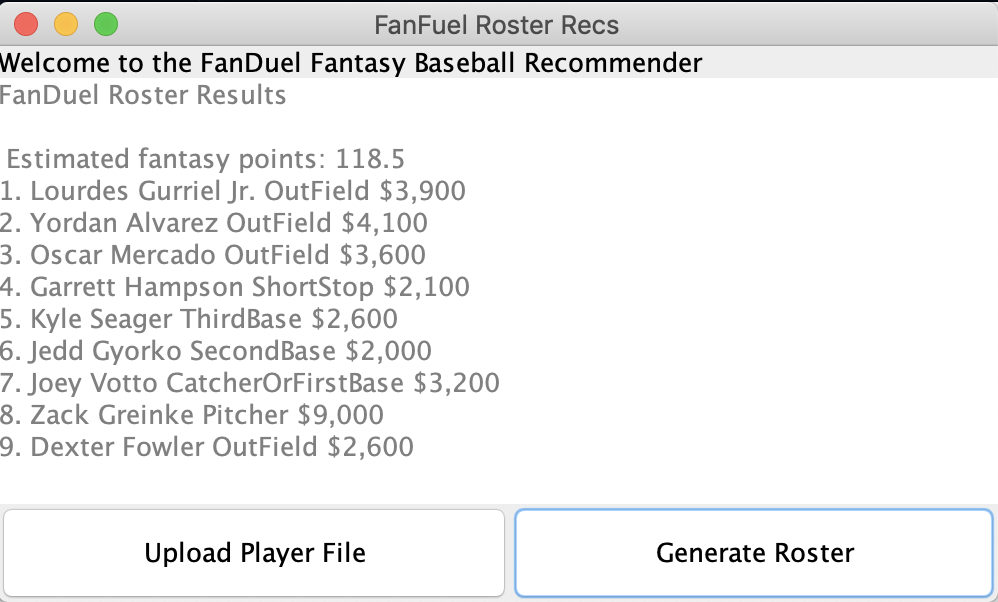 FanFuel Roster Recs
Welcome to the FanDuel Fantasy Baseball Recommender
FanDuel Roster Results
Estimated fantasy points: 118.5
1. Lourdes Gurriel Jr. OutField $3,900
2. Yordan Alvarez OutField $4,100
3. Oscar Mercado OutField $3,600
4. Garrett Hampson ShortStop $2,100
5. Kyle Seager ThirdBase $2,600
6. Jedd Gyorko SecondBase $2,000
7. Joey Votto CatcherOrFirstBase $3,200
8. Zack Greinke Pitcher $9,000
9. Dexter Fowler OutField $2,600
Upload Player File
Generate Roster